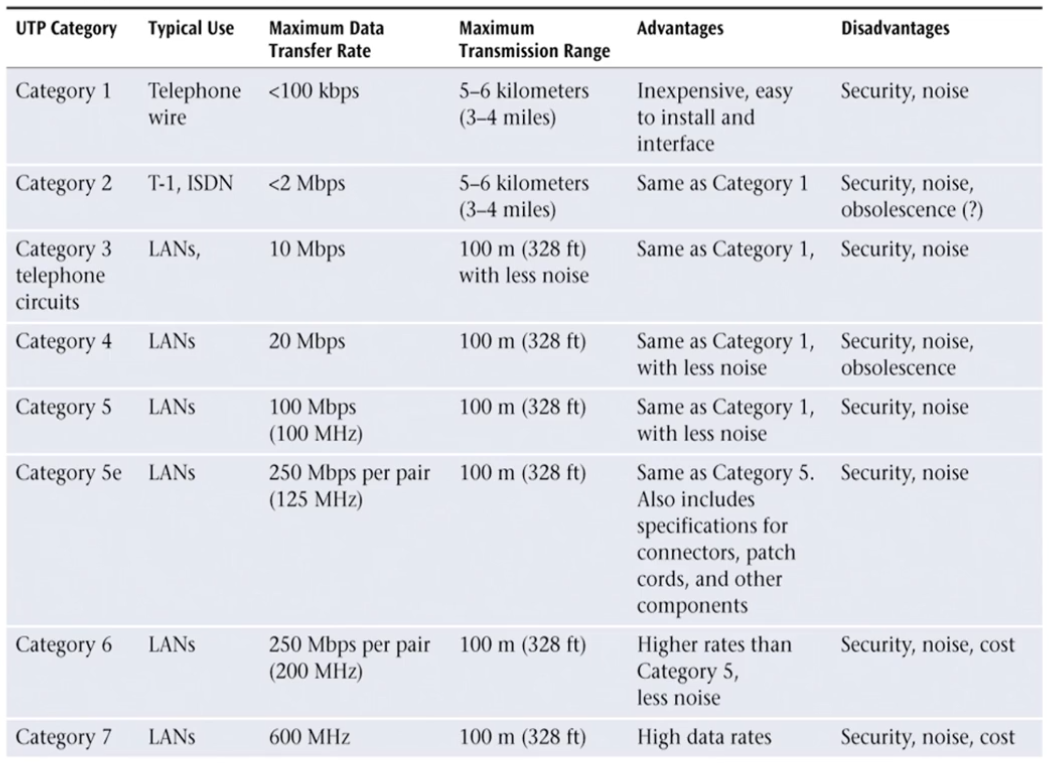 UTP Category Typical Use Maximum Data Transfer Rate Maximum Transmission Range Advantages Disadvantages
Category 1 Telephone wire <100 kbps 5–6 kilometers (3–4 miles) Inexpensive, easy to install and interface Security, noise
Category 2 T-1, ISDN <2 Mbps 5–6 kilometers (3–4 miles) Same as Category 1 Security, noise, obsolescence (?)
Category 3 telephone circuits LANs, 10 Mbps 100 m (328 ft) with less noise Same as Category 1, Security, noise
Category 4 LANs 20 Mbps 100 m (328 ft) Same as Category 1, with less noise Security, noise, obsolescence
Category 5 LANs 100 Mbps (100 MHz) 100 m (328 ft) Same as Category 1, with less noise Security, noise
Category 5e LANs 250 Mbps per pair (125 MHz) 100 m (328 ft) Same as Category 5. Also includes specifications for connectors, patch cords, and other components Security, noise
Category 6 LANs 250 Mbps per pair (200 MHz) 100 m (328 ft) Higher rates than Category 5, less noise Security, noise, cost
Category 7 LANs 600 MHz 100 m (328 ft) High data rates Security, noise, cost